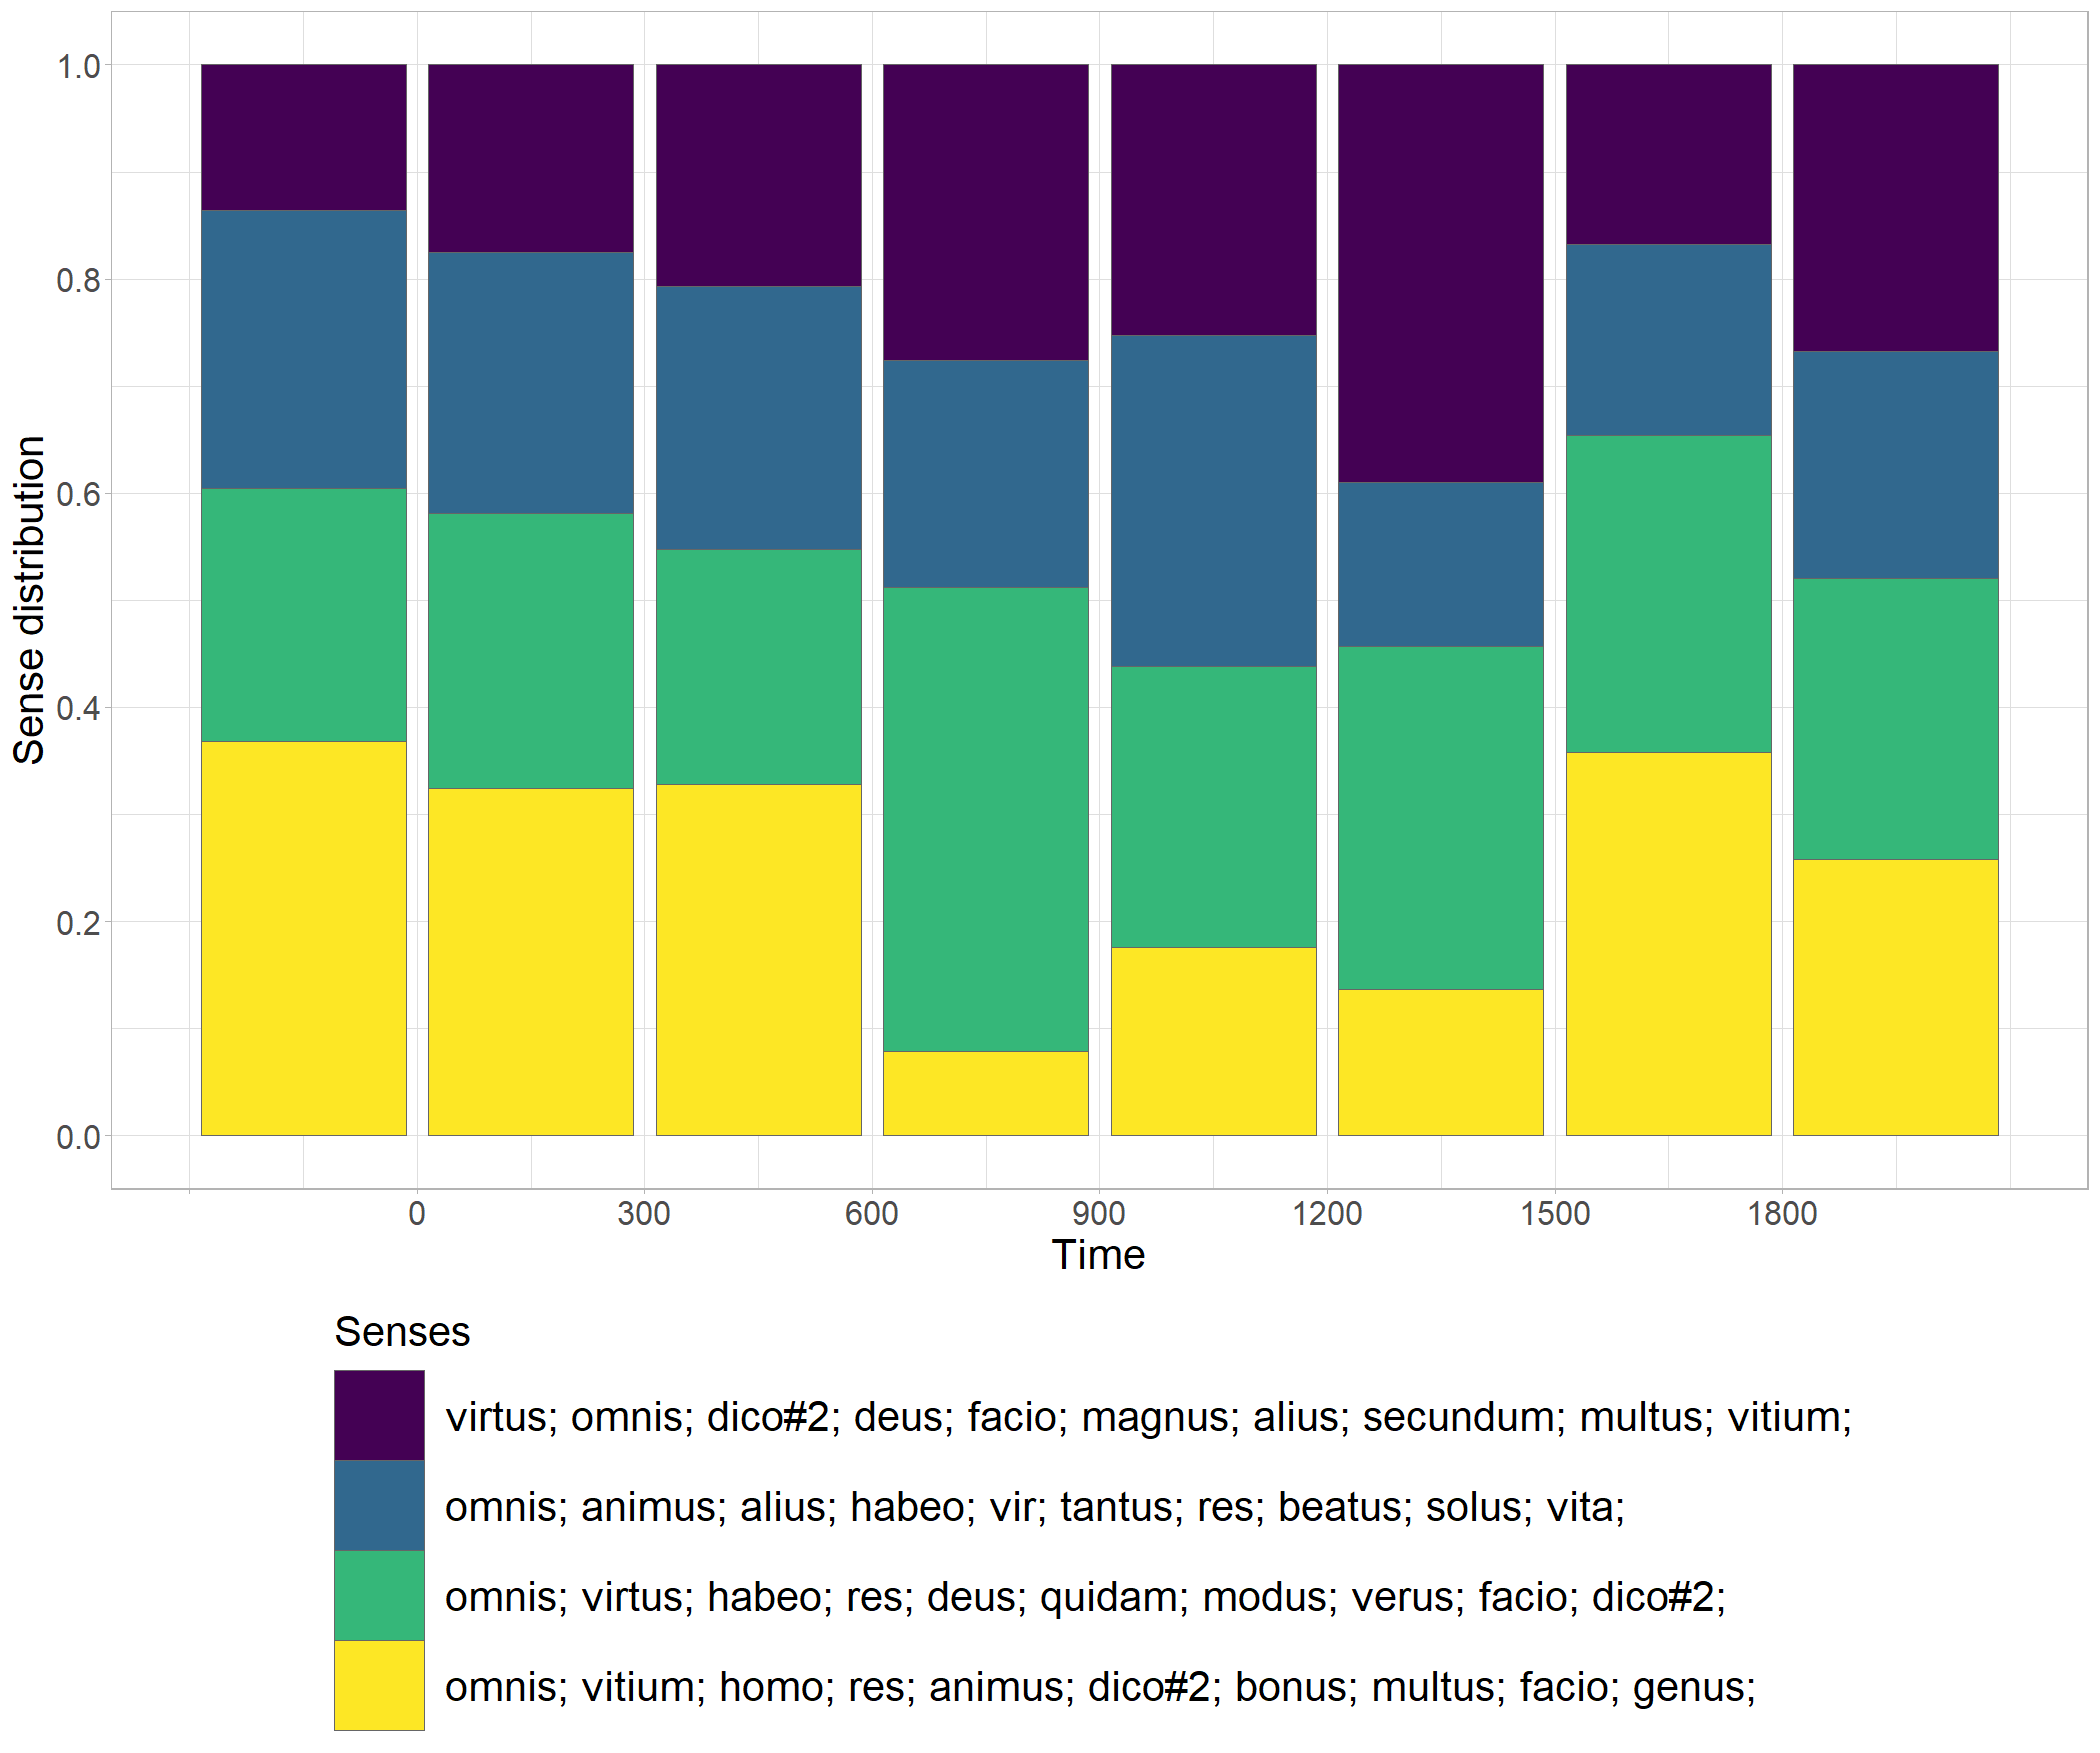 1.0
0.8
0.6
0.4
0.2
0.0
Sense distribution
0 300 600 900 1200 1500 1800
Time
Senses
virtus; omnis; dico#2; deus; facio; magnus; alius; secundum; multus; vitium;
omnis; animus; alius; habeo; vir; tantus; res; beatus; solus; vita;
omnis; virtus; habeo; res; deus; quidam; modus; verus; facio; dico#2;
omnis; vitium; homo; res; animus; dico#2; bonus; multus; facio; genus;